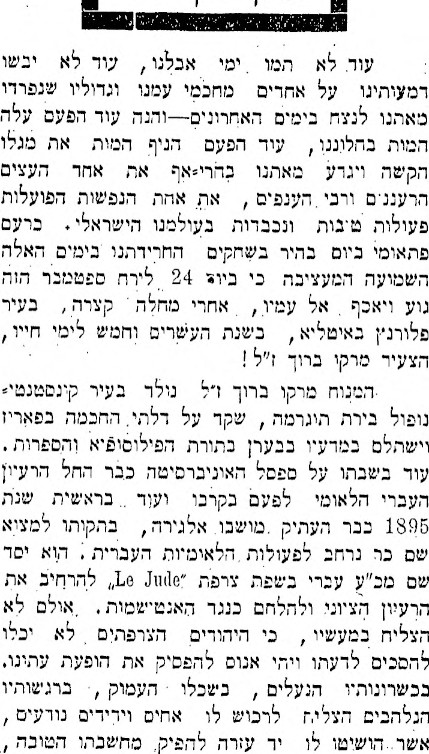 עוד לא תמו ימי אבלנו, עוד לא יבשו
דמעותינו על אחדים מחכמי עמנו וגדוליו שנפרדו
מאתנו לנצח בימים האחרונים—והנה עוד הפעם עלה
המות בחלוננו, עוד הפעם הניף המות את מגלו
הקשה ויגדע מאתנו בחרי־אף את אחד העצים
הרעננים ורבי הענפים, את אחת הנפשות הפועלות
פעולות טובות ונכבדות בעולמנו הישראלי. כרעם
פתאומי ביום בהיר בשחקים החרידתנו בימים האלה
השמועה המעציבה כי ביום 24 לירח ספטמבר הזה
גוע ויאסף אל עמיו, אחרי מחלה קצרה, בעיר
פלורנץ באיטליא, בשנת העשרים וחמש לימי חייו,
הצעיר מרקו ברוך ז"ל!
המנוח מרקו ברוך ז"ל נולד בעיר קונסטנטי־
נופול בירת תוגרמה, שקד על דלתי החכמה בפאריז
וישתלם במדעיו בבערן בתורת הפילוסופיא והספרות.
עוד בשבתו על ספסל האוניברסיטה כבר החל הרעיון
העברי הלאומי לפעם בקרבו ועוד בראשית שנת
1895 כבר העתיק מושבו אלגירה, בתקותו למצוא
שם כר נרחב לפעולות הלאומיות העברית. הוא יסד
שם מכ"ע עברי בשפת צרפת „Le Jude" להרחיב את
הרעיון הציוני ולהלחם כנגד האנטישמות. אולם לא
הצליח במעשיו, כי היהודים הצרפתים לא יכלו
להסכים לדעתו ויהי אנוס להפסיק את הופעת עתונו.
בכשרונותיו הנעלים, בשכלו העמוק, ברגשותיו
הנלהבים הצליח לרכוש לו אחים וידידים נודעים,
אשר הושיטו לו יד עזרה להפיק מחשבתו הטובה,